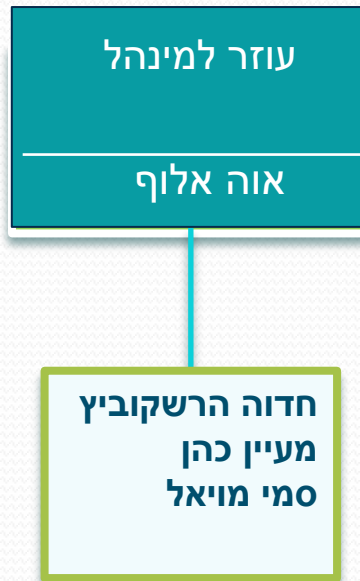 עוזר למינהל
אוה אלוף
חדוה הרשקוביץ
מעיין כהן
סמי מויאל